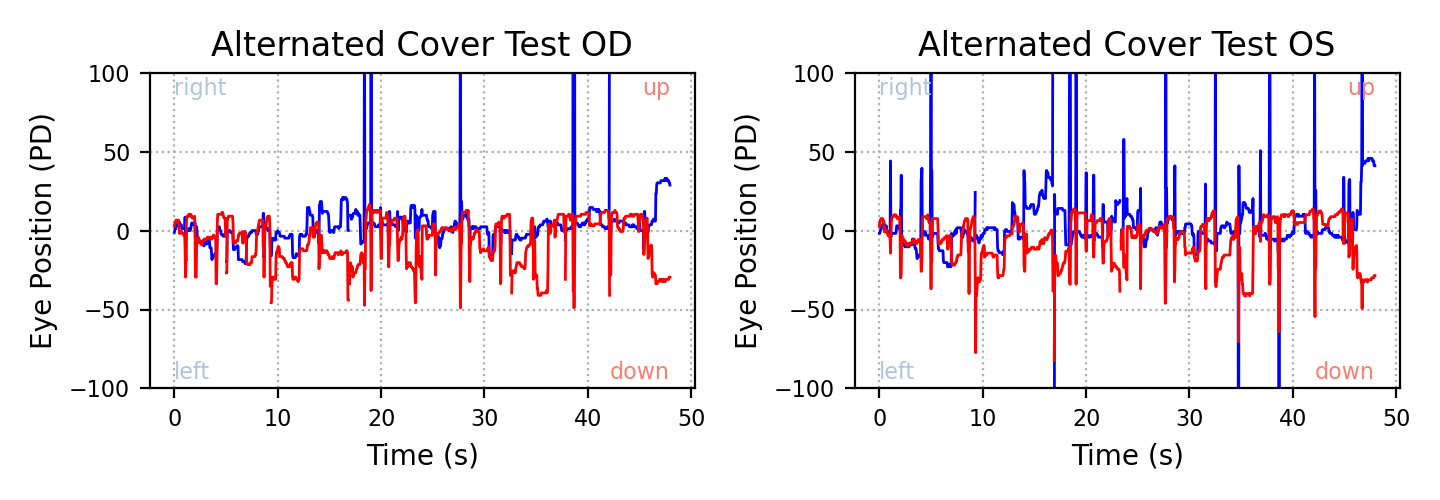 Alternated Cover Test OD
Eye Position (PD)
100
50
0
−50
−100
right
up
left
down
0 10 20 30 40 50
Time (s)
Alternated Cover Test OS
Eye Position (PD)
100
50
0
−50
−100
right
up
left
down
0 10 20 30 40 50
Time (s)